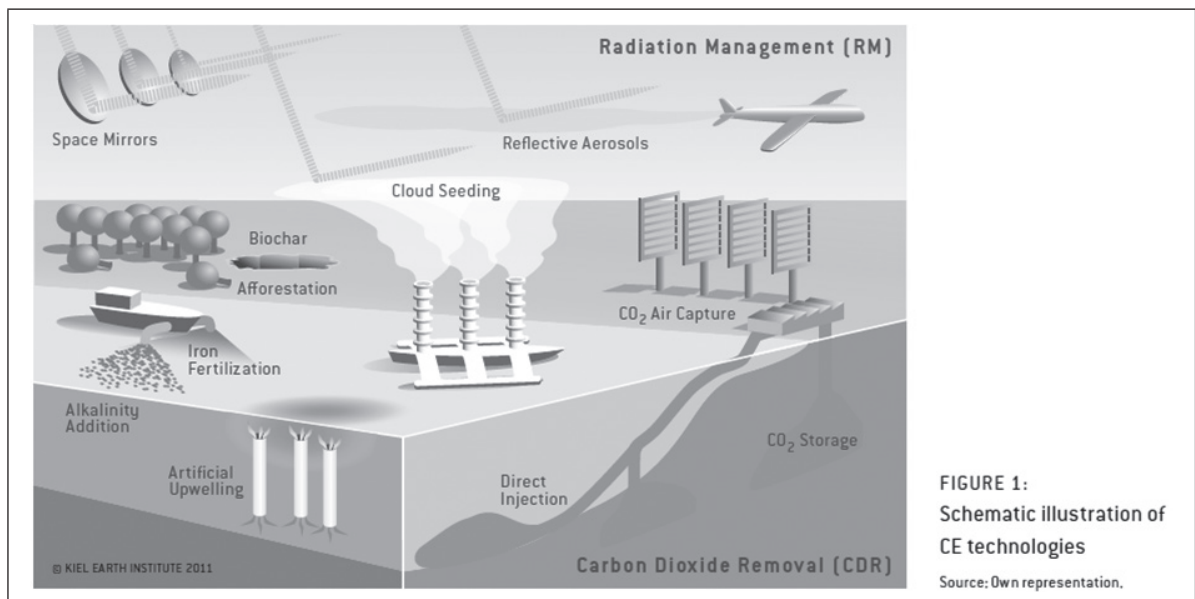 Radiation Management (RM)
Space Mirrors
Reflective Aerosols
Cloud Seeding
Biochar
Afforestation
CO₂ Air Capture
Iron
Fertilization
Alkalinity
Addition
CO₂ Storage
Artificial
Upwelling
Direct
Injection
© KIEL EARTH INSTITUTE 2011
Carbon Dioxide Removal (CDR)
FIGURE 1:
Schematic illustration of
CE technologies
Source: Own representation.